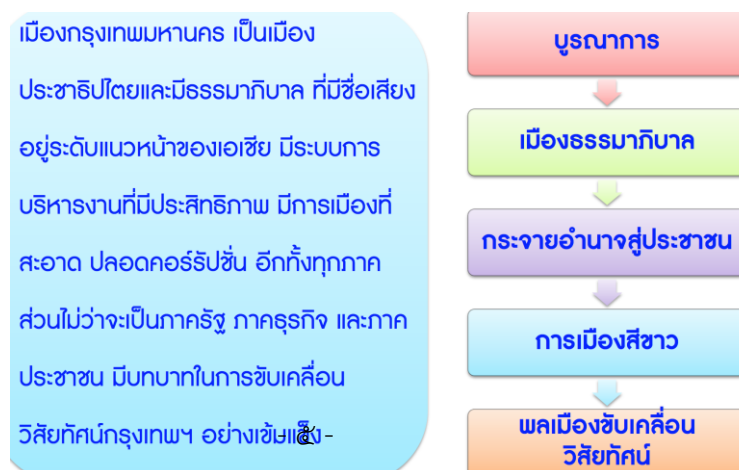 เมืองกรุงเทพมหานคร เป็นเมือง
ประชาธิปไตยและมีธรรมาภิบาล ที่มีชื่อเสียง
อยู่ระดับแนวหน้าของเอเชีย มีระบบการ
บริหารงานที่มีประสิทธิภาพ มีการเมืองที่
สะอาด ปลอดคอร์รัปชั่น อีกทั้งทุกภาค
ส่วนไม่ว่าจะเป็นภาครัฐ ภาคธุรกิจ และภาค
ประชาชน มีบทบาทในการขับเคลื่อน
วิสัยทัศน์กรุงเทพฯ อย่างเข้มแข็ง
บูรณาการ
เมืองธรรมาภิบาล
กระจายอำนาจสู่ประชาชน
การเมืองสีขาว
พลเมืองขับเคลื่อน
วิสัยทัศน์